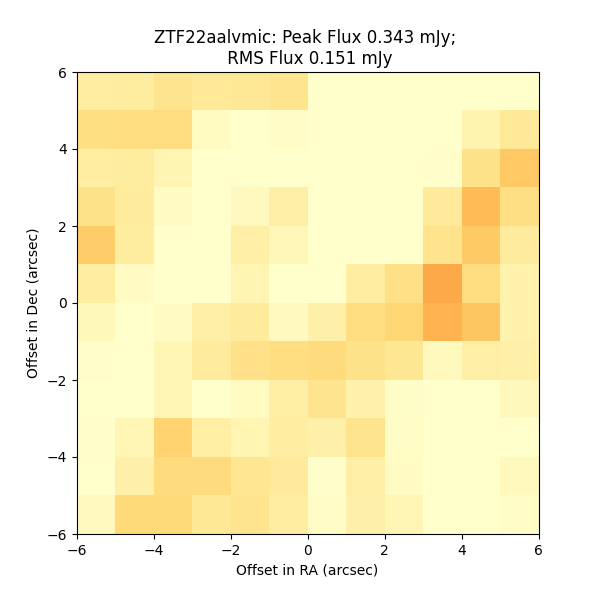 ZTF22aalvmic: Peak Flux 0.343 mJy;
RMS Flux 0.151 mJy
6
4
2
0
−2
−4
−6
Offset in Dec (arcsec)
−6 −4 −2 0 2 4 6
Offset in RA (arcsec)